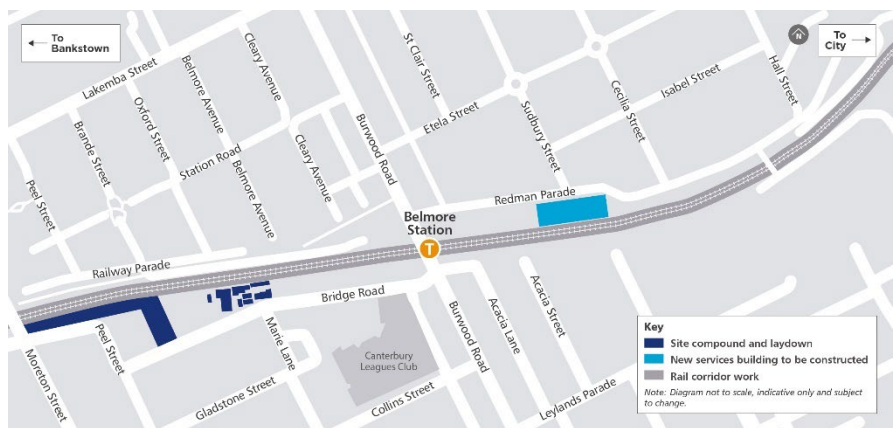 To
Bankstown
N
To
City
Lakemba Street
Brande Street
Oxford Street
Belmore Avenue
Cleary Avenue
St Clair Street
Hall Street
Isabel Street
Cecilia Street
Sudbury Street
Etela Street
Burwood Road
Station Road
Cleary Avenue
Belmore Avenue
Peel Street
Redman Parade
Belmore
Station
T
Railway Parade
Bridge Road
Acacia Street
Acacia Lane
Burwood Road
Marie Lane
Peel Street
Moreton Street
Canterbury
Leagues Club
Gladstone Street
Collins Street
Leylands Parade
Key
Site compound and laydown
New services building to be constructed
Rail corridor work
Note: Diagram not to scale, indicative only and subject
to change.